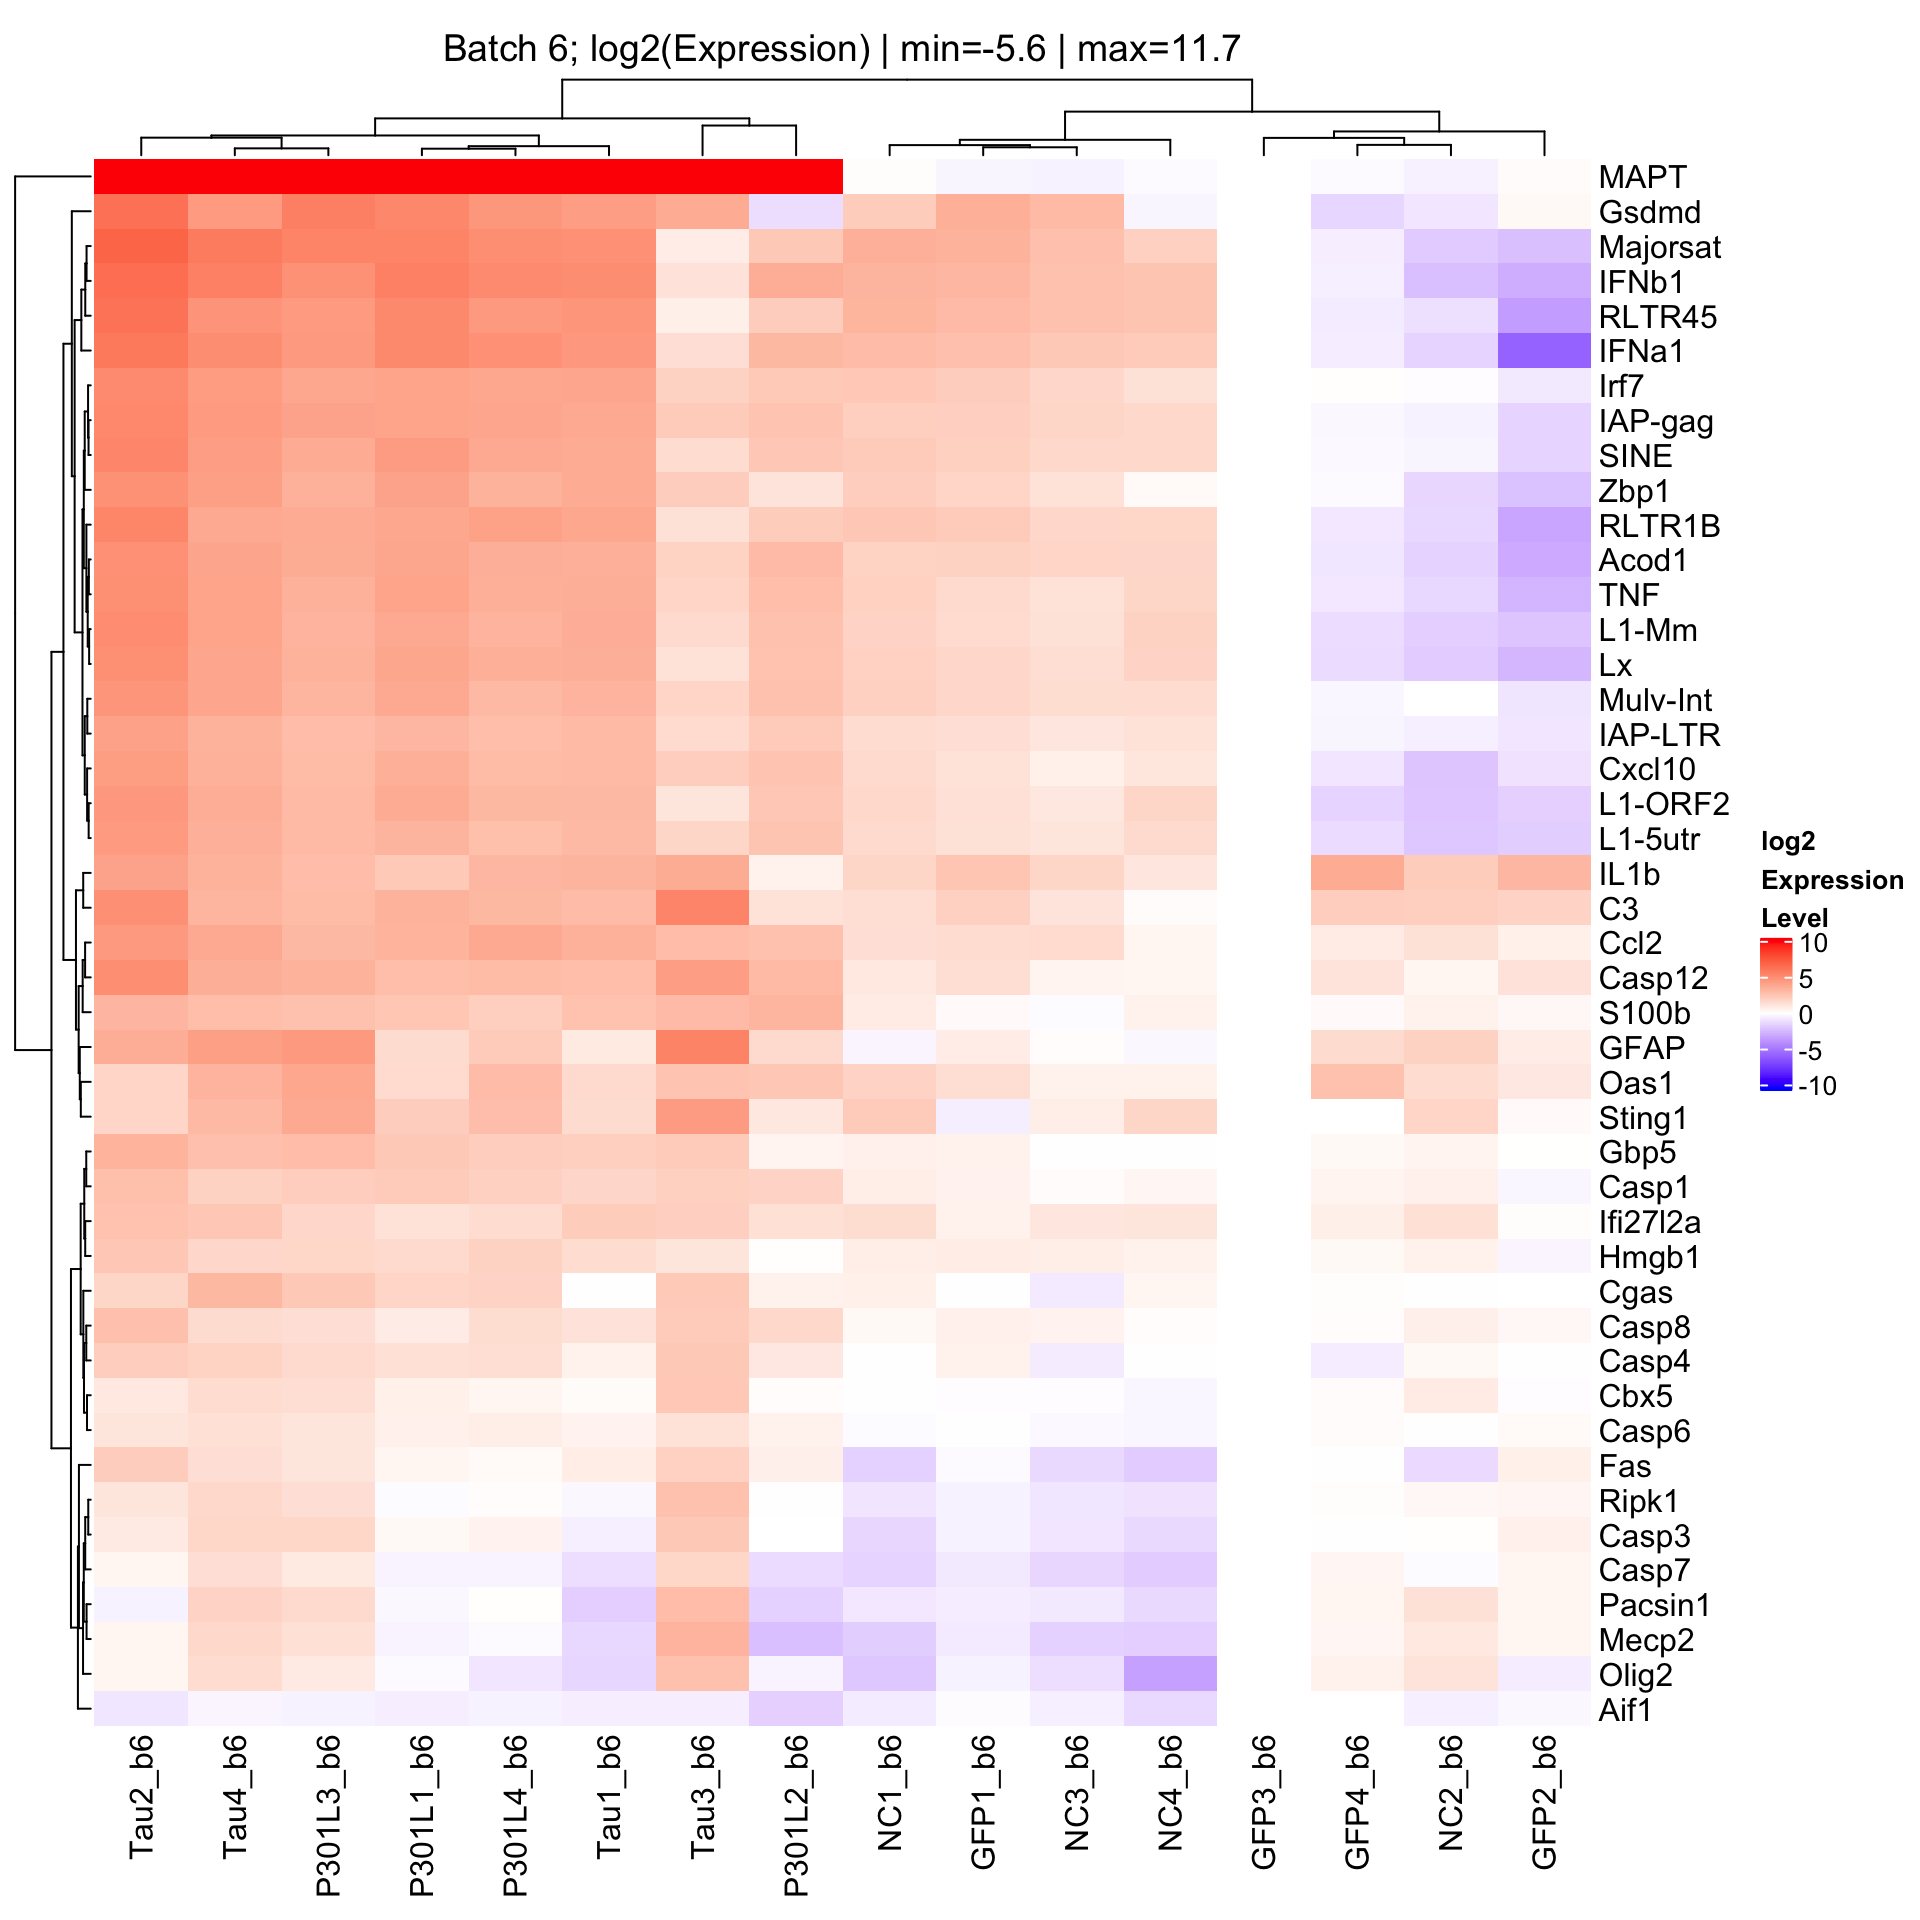 Batch 6; log2(Expression) | min=-5.6 | max=11.7
MAPT
Gsdmd
Majorsat
IFNb1
RLTR45
IFNa1
Irf7
IAP-gag
SINE
Zbp1
RLTR1B
Acod1
TNF
L1-Mm
Lx
Mulv-Int
IAP-LTR
Cxcl10
L1-ORF2
L1-5utr
IL1b
C3
Ccl2
Casp12
S100b
GFAP
Oas1
Sting1
Gbp5
Casp1
Ifi27l2a
Hmgb1
Cgas
Casp8
Casp4
Cbx5
Casp6
Fas
Ripk1
Casp3
Casp7
Pacsin1
Mecp2
Olig2
Aif1
log2
Expression
Level
10
5
0
-5
-10
Tau2_b6
Tau4_b6
P301L3_b6
P301L1_b6
P301L4_b6
Tau1_b6
Tau3_b6
P301L2_b6
NC1_b6
GFP1_b6
NC3_b6
NC4_b6
GFP3_b6
GFP4_b6
NC2_b6
GFP2_b6